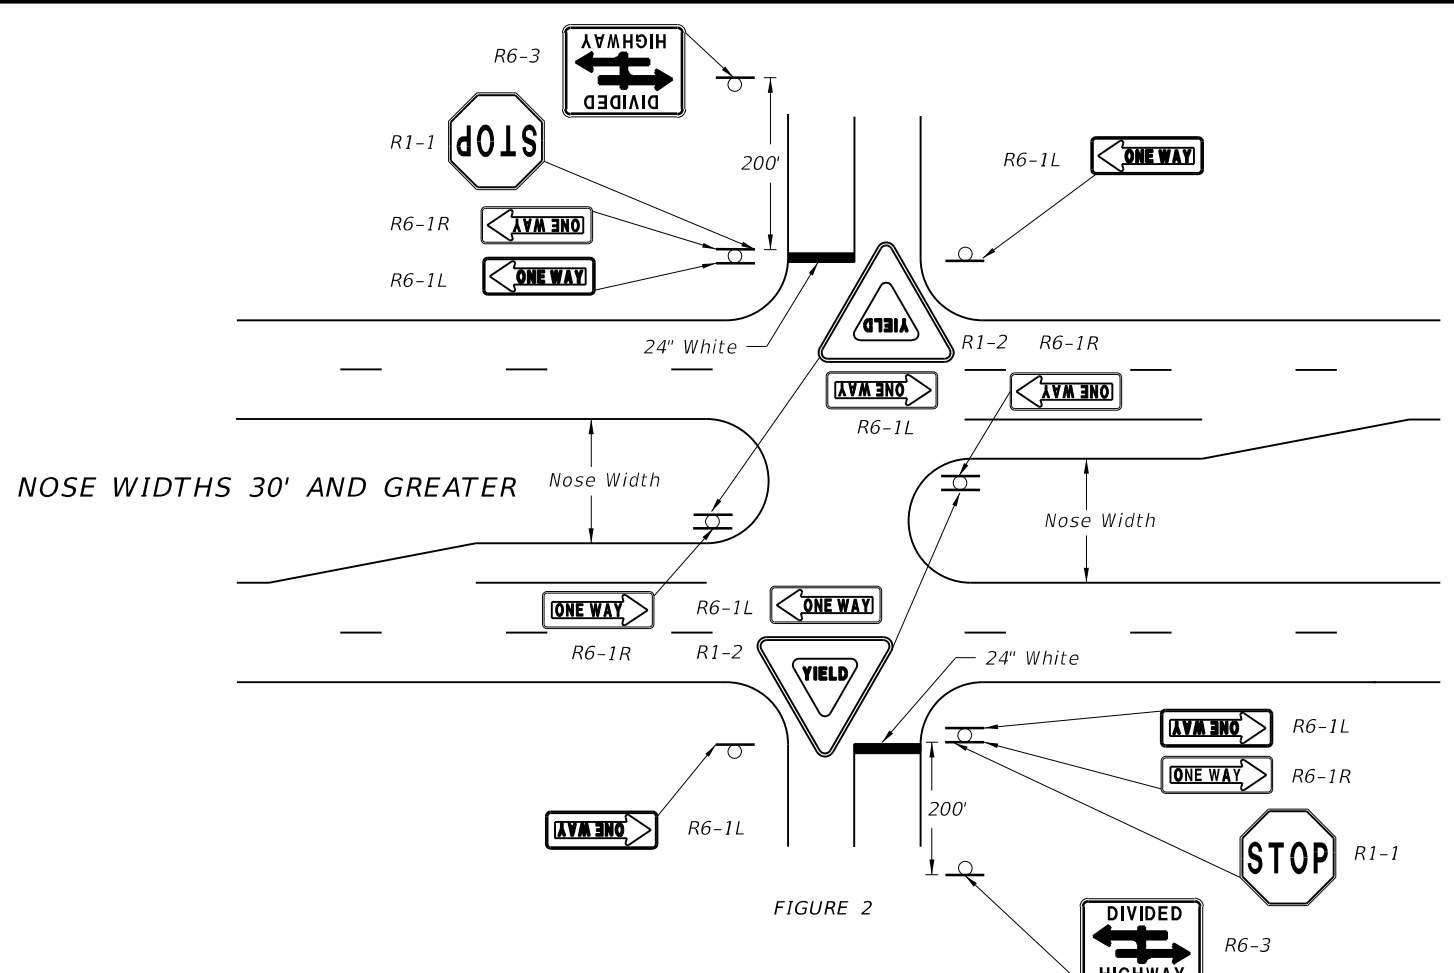 HIGHWAY
DIVIDED
R6-3
STOP
R1-1
200'
R6-1L
ONE WAY
R6-1R
ONE WAY
R6-1L
ONE WAY
24" White
YIELD
R1-2
R6-1R
ONE WAY
R6-1L
ONE WAY
NOSE WIDTHS 30' AND GREATER
Nose Width
Nose Width
ONE WAY
R6-1R
R6-1L
ONE WAY
R1-2
YIELD
24" White
ONE WAY
R6-1L
ONE WAY
R6-1R
200'
ONE WAY
R6-1L
STOP
R1-1
FIGURE 2
DIVIDED
HIGHWAY
R6-3